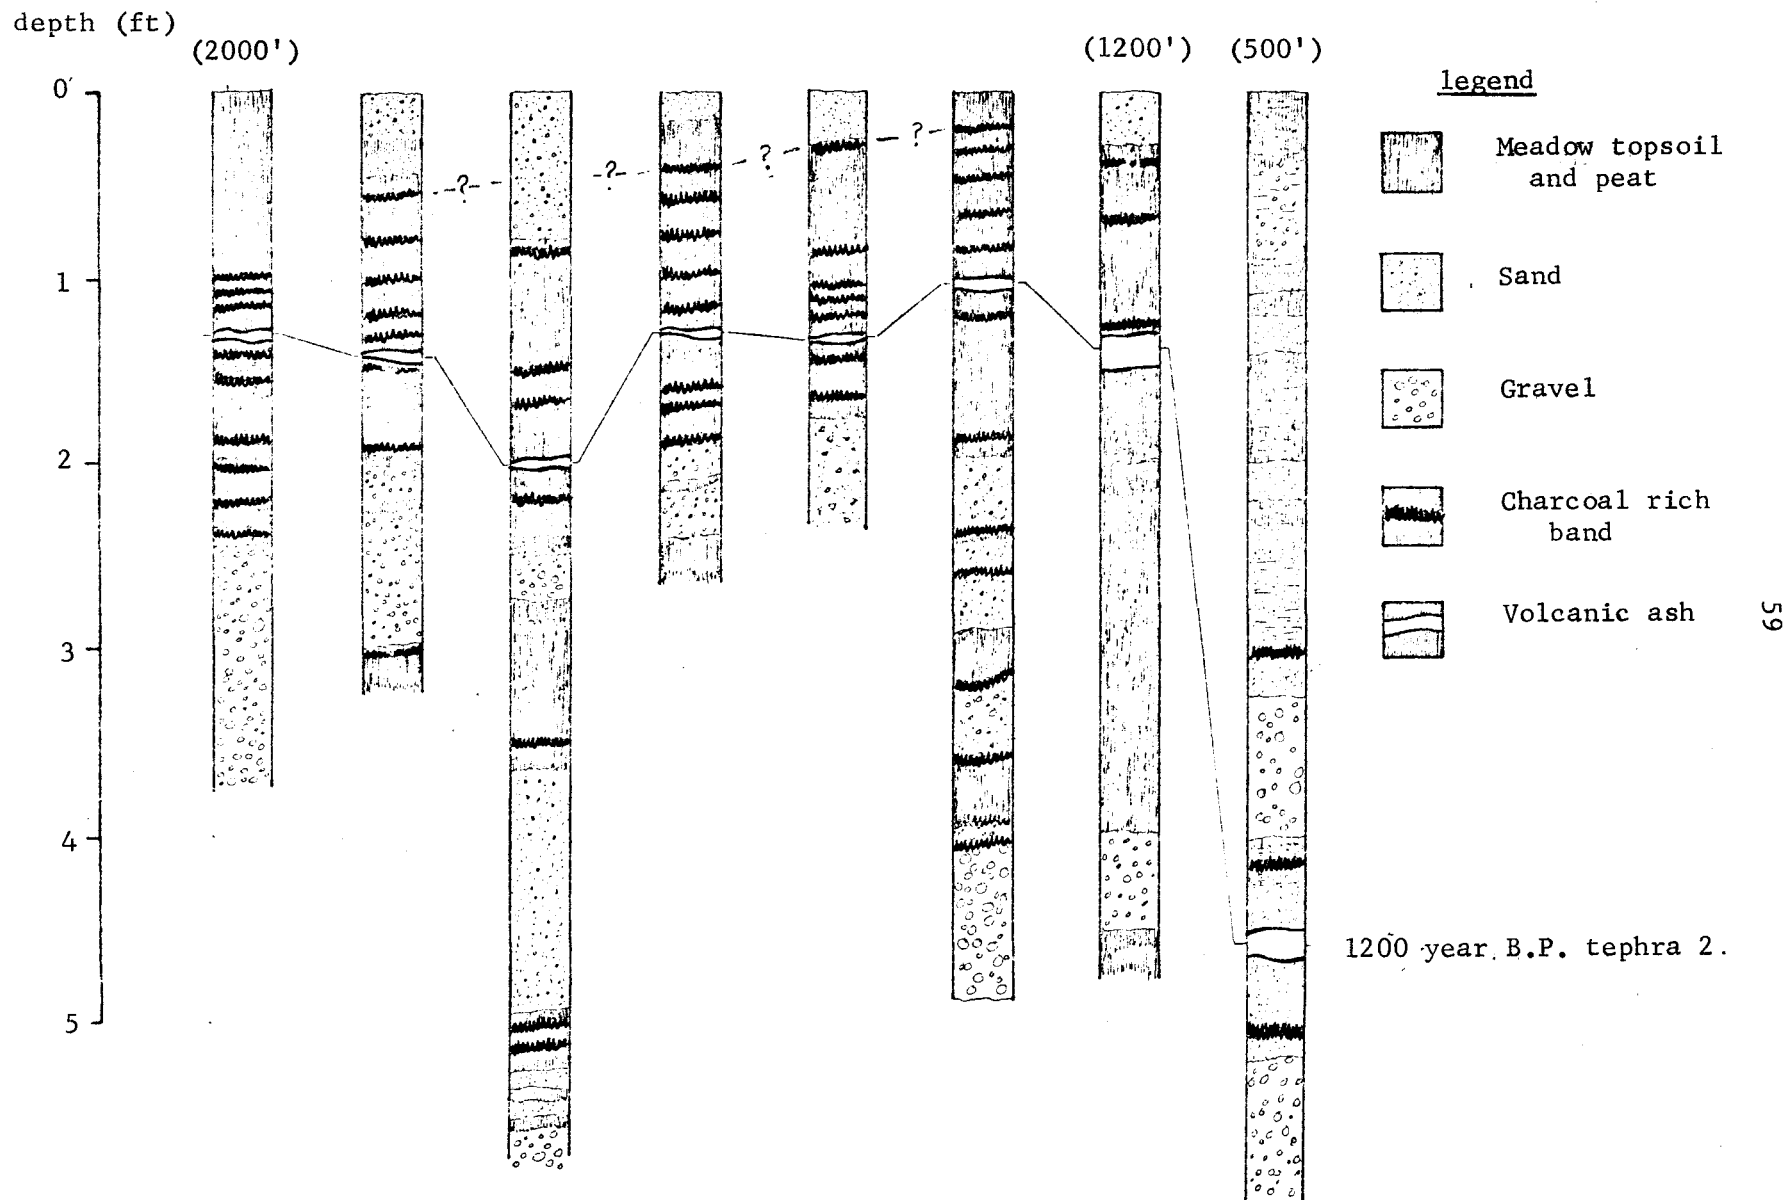 depth (ft)
(2000') (1200') (500')
legend
0'
1
2
3
4
5
-?- -?- -?- -?-
Meadow topsoil
and peat
Sand
Gravel
Charcoal rich
band
Volcanic ash
1200 year B.P. tephra 2.
59